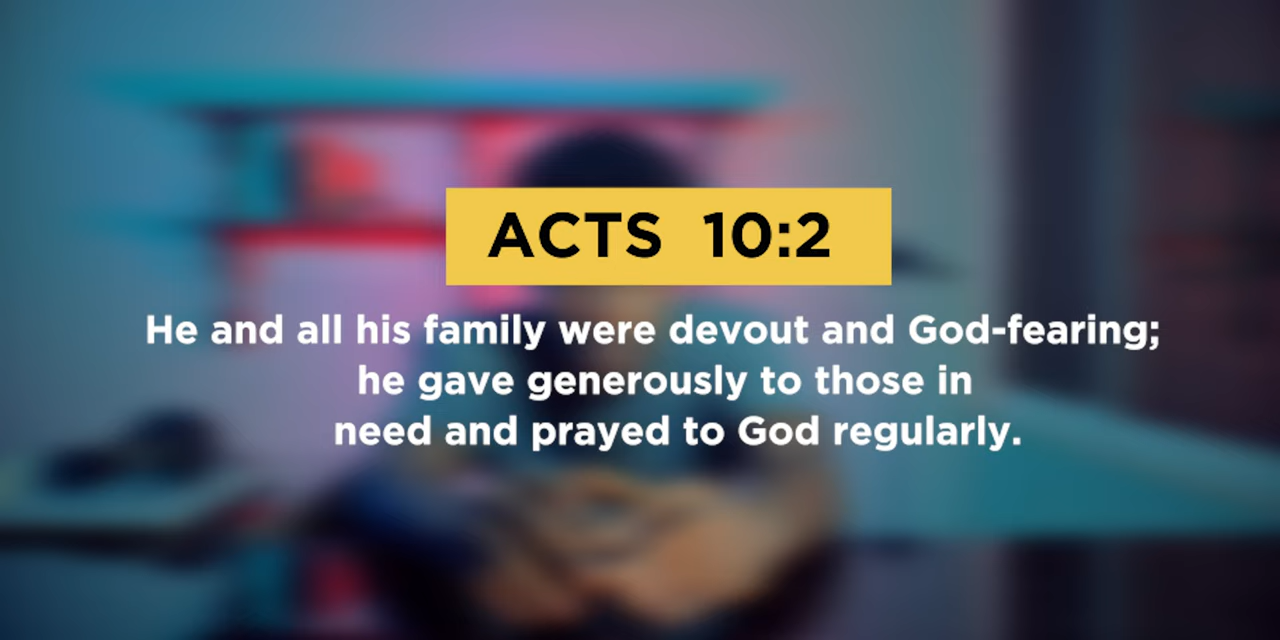 ACTS 10:2
He and all his family were devout and God-fearing;
he gave generously to those in
need and prayed to God regularly.